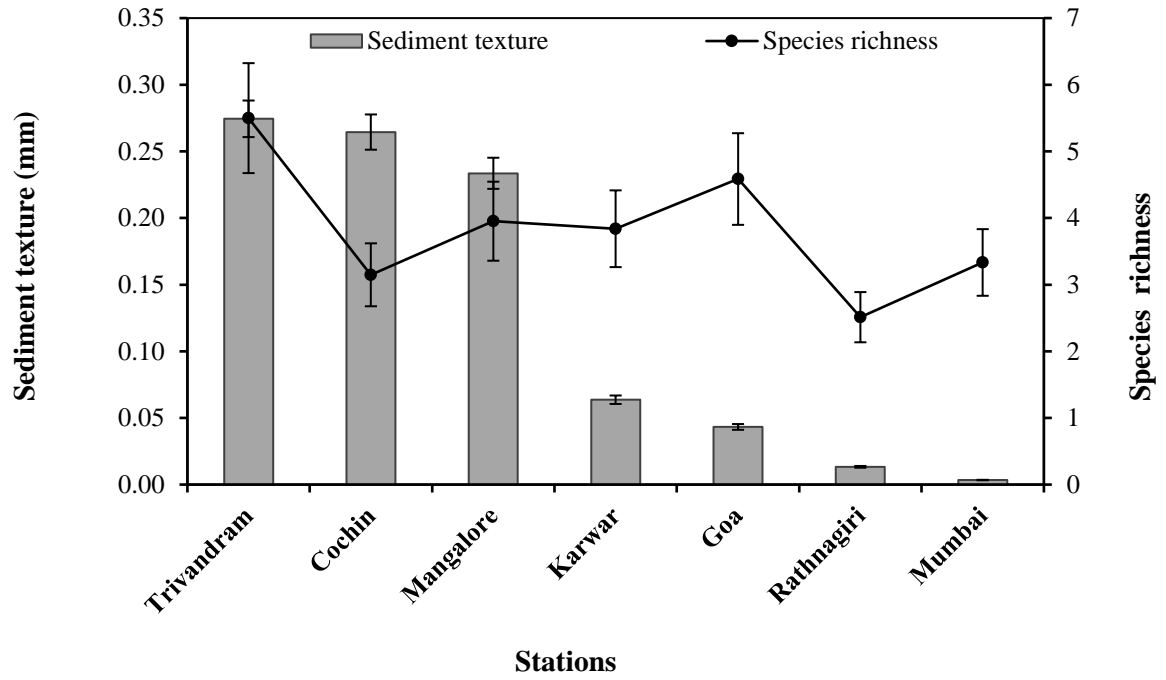 Sediment texture
Species richness
0.35
0.30
0.25
0.20
0.15
0.10
0.05
0.00
Sediment texture (mm)
7
6
5
4
3
2
1
0
Species richness
Trivandram
Cochin
Mangalore
Karwar
Goa
Rathnagiri
Mumbai
Stations